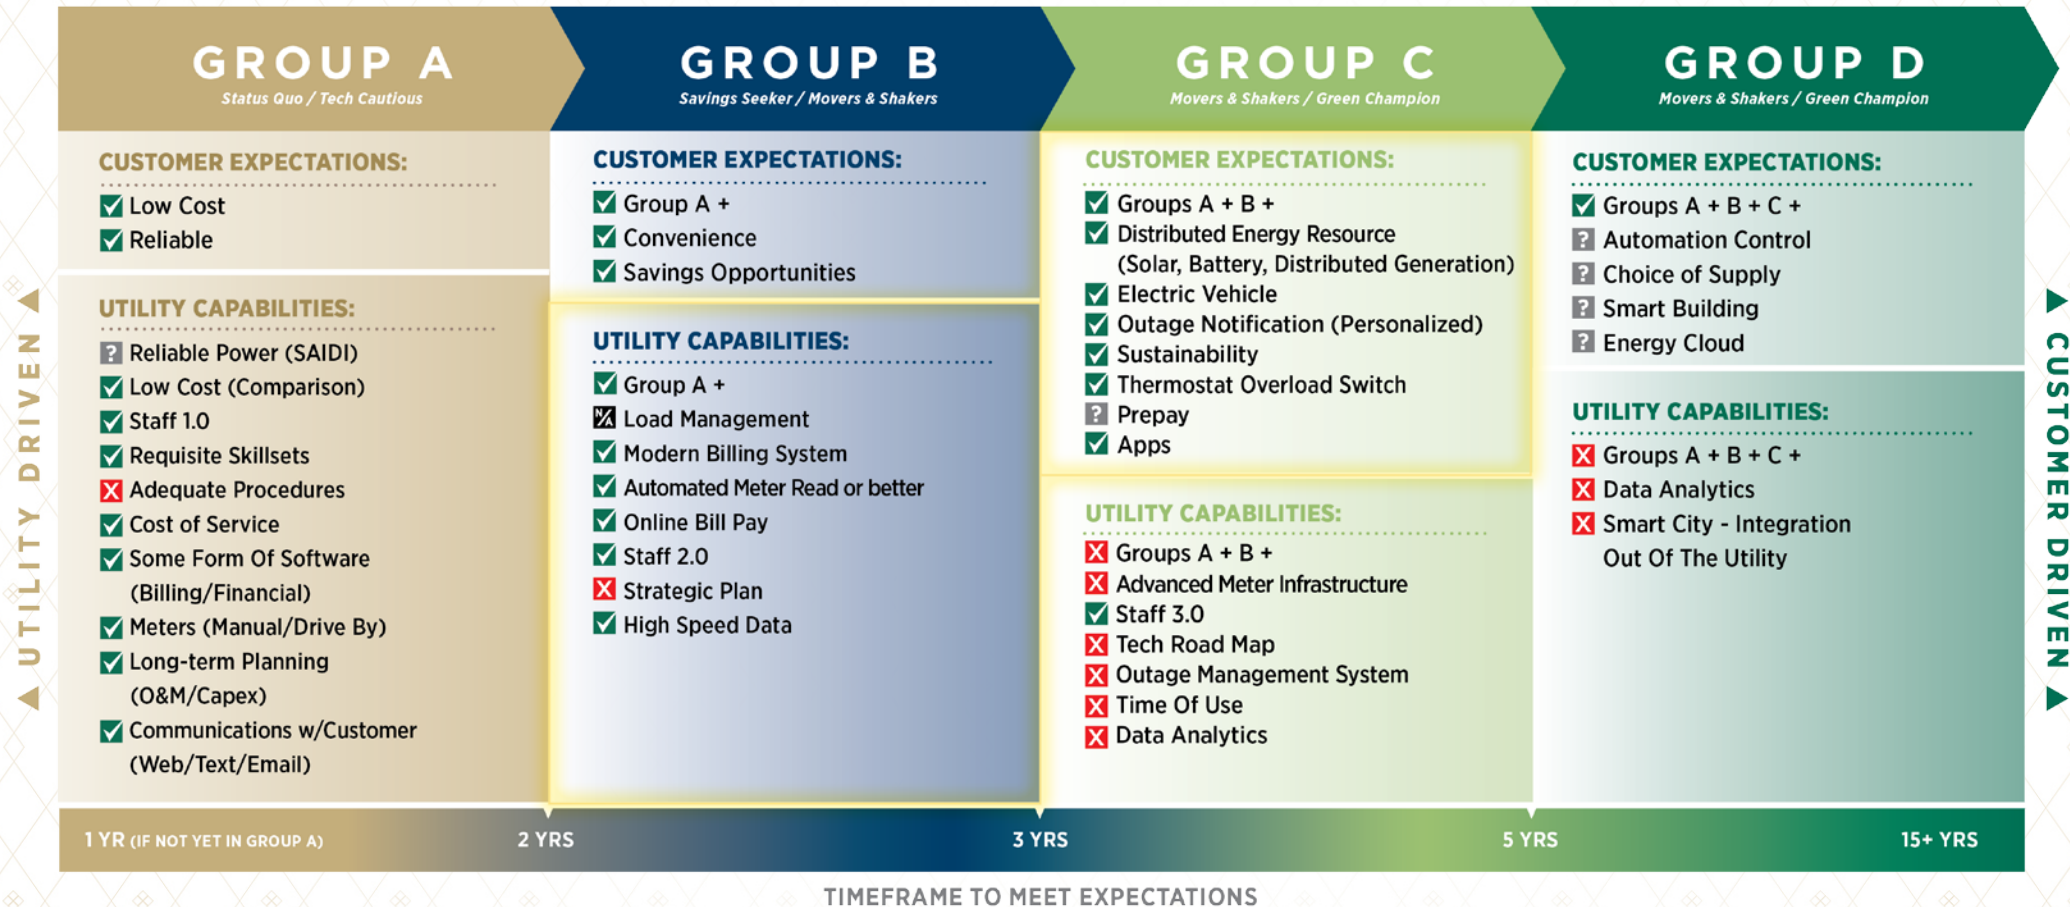 GROUP A
Status Quo / Tech Cautious
CUSTOMER EXPECTATIONS:
Low Cost
Reliable
UTILITY CAPABILITIES:
? Reliable Power (SAIDI)
Low Cost (Comparison)
Staff 1.0
Requisite Skillsets
X Adequate Procedures
Cost of Service
Some Form Of Software
(Billing/Financial)
Meters (Manual/Drive By)
Long-term Planning
(O&M/Capex)
Communications w/Customer
(Web/Text/Email)
GROUP B
Savings Seeker / Movers & Shakers
CUSTOMER EXPECTATIONS:
Group A +
Convenience
Savings Opportunities
UTILITY CAPABILITIES:
Group A +
N/A Load Management
Modern Billing System
Automated Meter Read or better
Online Bill Pay
Staff 2.0
X Strategic Plan
High Speed Data
GROUP C
Movers & Shakers / Green Champion
CUSTOMER EXPECTATIONS:
Groups A + B +
Distributed Energy Resource
(Solar, Battery, Distributed Generation)
Electric Vehicle
Outage Notification (Personalized)
Sustainability
Thermostat Overload Switch
? Prepay
Apps
UTILITY CAPABILITIES:
X Groups A + B +
X Advanced Meter Infrastructure
Staff 3.0
X Tech Road Map
X Outage Management System
X Time Of Use
X Data Analytics
GROUP D
Movers & Shakers / Green Champion
CUSTOMER EXPECTATIONS:
Groups A + B + C +
? Automation Control
? Choice of Supply
? Smart Building
? Energy Cloud
UTILITY CAPABILITIES:
X Groups A + B + C +
X Data Analytics
X Smart City - Integration
Out Of The Utility
UTILITY DRIVEN
CUSTOMER DRIVEN
1 YR (IF NOT YET IN GROUP A)
2 YRS
3 YRS
5 YRS
15+ YRS
TIMEFRAME TO MEET EXPECTATIONS